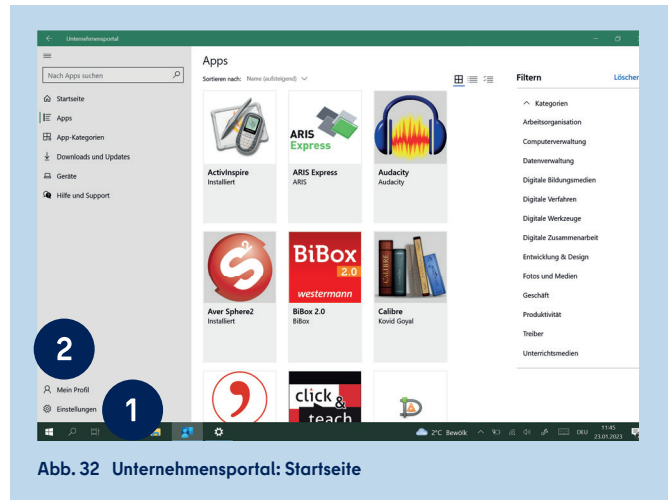 Unternehmensportal
Nach Apps suchen
Startseite
Apps
App-Kategorien
Downloads und Updates
Geräte
Hilfe und Support
2
Mein Profil
Einstellungen
1
Apps
Sortieren nach: Name (aufsteigend)
ActivInspire
Installiert
ARIS
Express
ARIS Express
ARIS
Audacity
Audacity
Aver Sphere2
Installiert
BiBox
2.0
westermann
BiBox 2.0
BiBox
CALIBRE
Calibre
Kovid Goyal
click &
teach
Filtern
Löschen
Kategorien
Arbeitsorganisation
Computerverwaltung
Datenverwaltung
Digitale Bildungsmedien
Digitale Verfahren
Digitale Werkzeuge
Digitale Zusammenarbeit
Entwicklung & Design
Fotos und Medien
Geschäft
Produktivität
Treiber
Unterrichtsmedien
2°C Bewölk
DEU
11:45
23.01.2023
Abb. 32 Unternehmensportal: Startseite